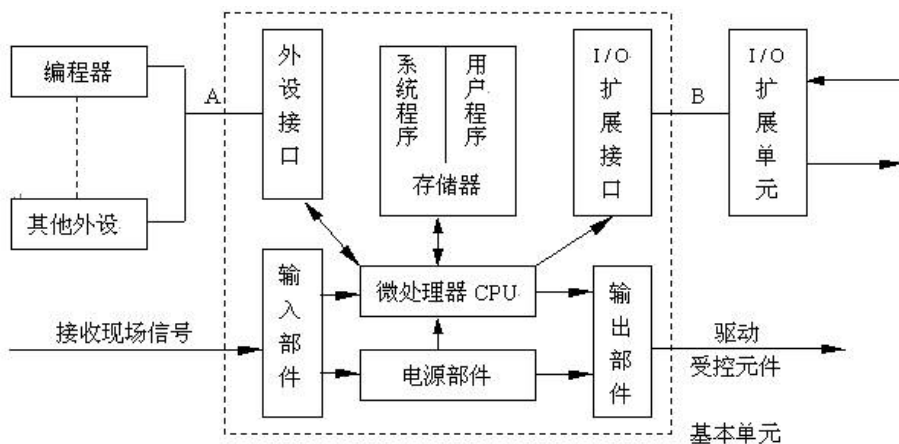 编程器
其他外设
A
外设接口
系统程序
用户程序
存储器
I/O扩展接口
B
I/O扩展单元
微处理器 CPU
输入部件
输出部件
接收现场信号
电源部件
驱动
受控元件
基本单元